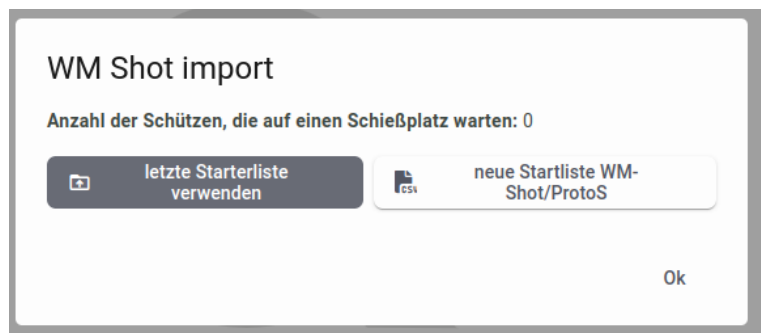 WM Shot import
Anzahl der Schützen, die auf einen Schießplatz warten: 0
letzte Starterliste
verwenden
CSV
neue Startliste WM-
Shot/ProtoS
Ok